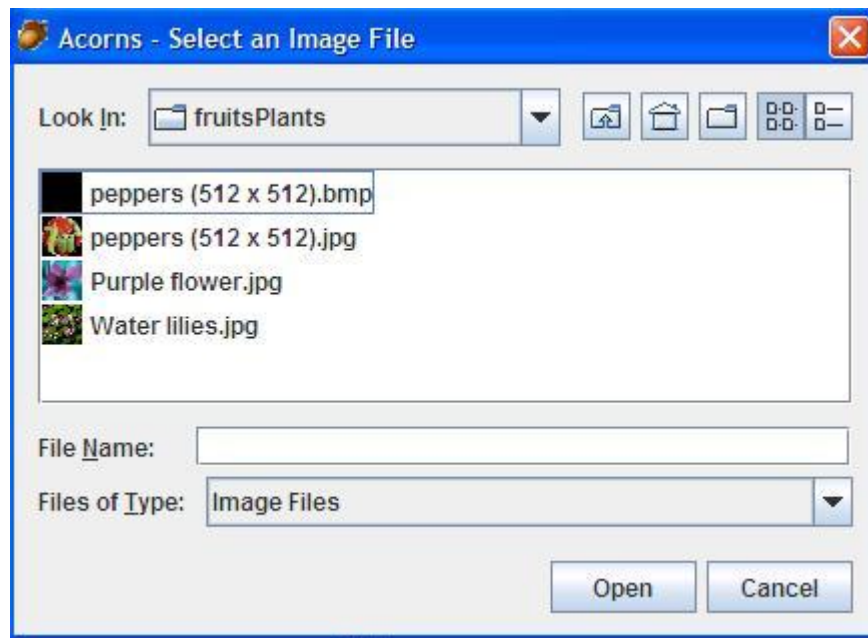 Acorns - Select an Image File
Look In: fruitsPlants
peppers (512 x 512).bmp
peppers (512 x 512).jpg
Purple flower.jpg
Water lilies.jpg
File Name:
Files of Type: Image Files
Open Cancel